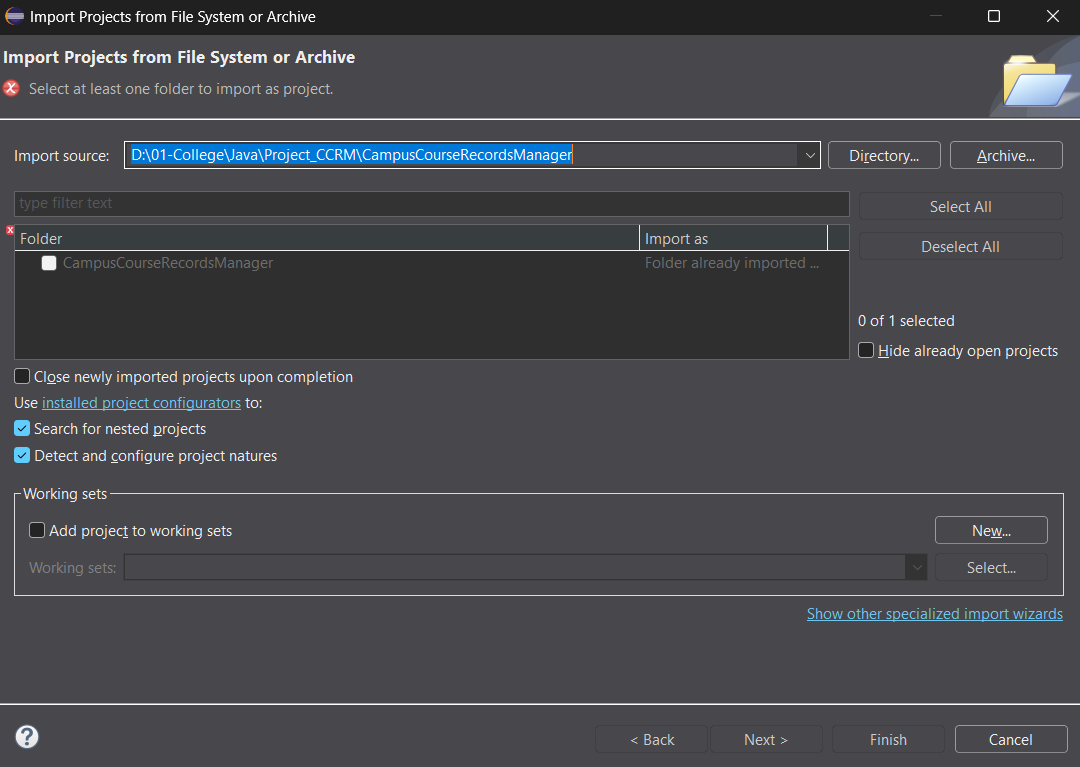 Import Projects from File System or Archive
Import Projects from File System or Archive
Select at least one folder to import as project.
Import source: D:\01-College\Java\Project_CCRM\CampusCourseRecordsManager Directory... Archive...
type filter text Select All
Folder Import as Deselect All
CampusCourseRecordsManager Folder already imported ...
0 of 1 selected
Hide already open projects
Close newly imported projects upon completion
Use installed project configurators to:
Search for nested projects
Detect and configure project natures
Working sets
Add project to working sets New...
Working sets: Select...
Show other specialized import wizards
? < Back Next > Finish Cancel